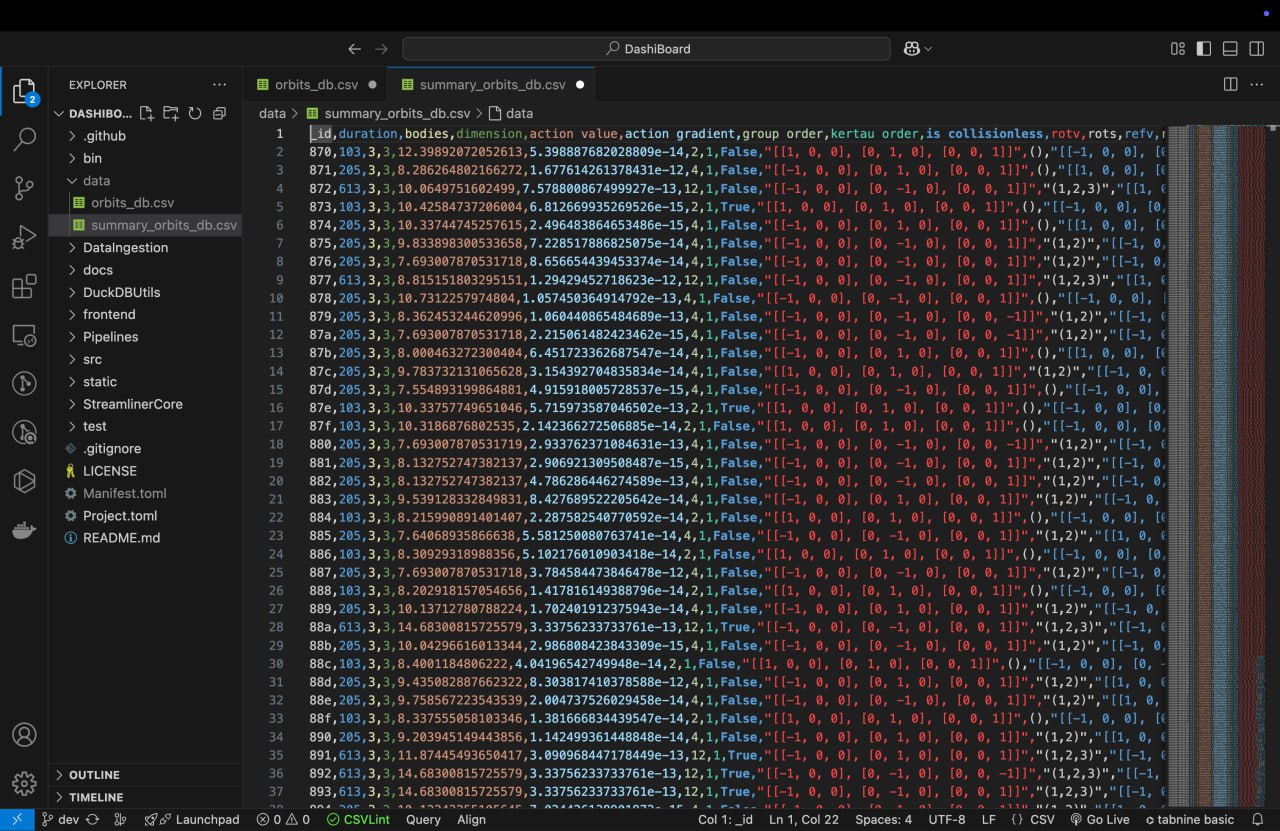 DashiBoard
EXPLORER
orbits_db.csv
summary_orbits_db.csv
DASHIBO...
data > summary_orbits_db.csv > data
.github
bin
data
orbits_db.csv
summary_orbits_db.csv
DataIngestion
docs
DuckDBUtils
frontend
Pipelines
src
static
StreamlinerCore
test
.gitignore
LICENSE
Manifest.toml
Project.toml
README.md
OUTLINE
TIMELINE
2
1 _id,duration,bodies,dimension,action value,action gradient,group order,kertau order,is collisionless,rotv,rots,refv,
2 870,103,3,3,12.39892072052613,5.398887682028809e-14,2,1,False,"[[1, 0, 0], [0, 1, 0], [0, 0, 1]]",(),"[[-1, 0, 0], [0
3 871,205,3,3,8.286264802166272,1.677614261378431e-12,4,1,False,"[[1, 0, 0], [0, 1, 0], [0, 0, 1]]",(),"[[-1, 0, 0],
4 872,613,3,3,10.0649751602499,7.578800867499927e-13,12,1,False,"[[-1, 0, 0], [0, -1, 0], [0, 0, 1]]","(1,2,3)","[[1, 0
5 873,103,3,3,10.42584737206004,6.812669935269526e-15,2,1,True,"[[1, 0, 0], [0, 1, 0], [0, 0, 1]]",(),"[[-1, 0, 0], [0
6 874,205,3,3,10.33744745257615,2.496483864653486e-15,4,1,False,"[[-1, 0, 0], [0, 1, 0], [0, 0, 1]]",(),"[[-1, 0, 0],
7 875,205,3,3,9.833898300533658,7.228517886825075e-14,4,1,False,"[[-1, 0, 0], [0, -1, 0], [0, 0, 1]]","(1,2)","[[-1, 0,
8 876,205,3,3,7.693007870531718,8.656654439453374e-14,4,1,False,"[[-1, 0, 0], [0, -1, 0], [0, 0, 1]]","(1,2)","[[-1, 0,
9 877,613,3,3,8.815151803295151,1.29429452718623e-12,12,1,False,"[[-1, 0, 0], [0, -1, 0], [0, 0, 1]]","(1,2,3)","[[1, 0
10 878,205,3,3,10.7312257974804,1.057450364914792e-13,4,1,False,"[[-1, 0, 0], [0, -1, 0], [0, 0, 1]]",(),"[[-1, 0, 0], [
11 879,205,3,3,8.362453244620996,1.060440865484689e-13,4,1,False,"[[-1, 0, 0], [0, -1, 0], [0, 0, -1]]","(1,2)","[[-1, 0
12 87a,205,3,3,7.693007870531718,2.215061482423462e-15,4,1,False,"[[-1, 0, 0], [0, -1, 0], [0, 0, -1]]","(1,2)","[[-1, 0
13 87b,205,3,3,8.000463272300404,6.451723362687547e-14,4,1,False,"[[-1, 0, 0], [0, 1, 0], [0, 0, 1]]",(),"[[1, 0, 0], [0
14 87c,205,3,3,9.783732131065628,3.154392704835834e-14,4,1,False,"[[-1, 0, 0], [0, 1, 0], [0, 0, 1]]","(1,2)","[[1, 0, 0
15 87d,205,3,3,7.554893199864881,4.915918005728537e-15,4,1,False,"[[-1, 0, 0], [0, -1, 0], [0, 0, 1]]",(),"[[-1, 0, 0],
16 87e,103,3,3,10.33757749651046,5.715973587046502e-13,2,1,True,"[[1, 0, 0], [0, 1, 0], [0, 0, 1]]",(),"[[-1, 0, 0], [0,
17 87f,103,3,3,10.3186876802535,2.142366272506885e-14,2,1,False,"[[1, 0, 0], [0, 1, 0], [0, 0, 1]]",(),"[[-1, 0, 0], [0,
18 880,205,3,3,7.693007870531719,2.933762371084631e-13,4,1,False,"[[-1, 0, 0], [0, -1, 0], [0, 0, -1]]","(1,2)","[[-1, 0
19 881,205,3,3,8.132752747382137,2.906921309508487e-15,4,1,False,"[[-1, 0, 0], [0, -1, 0], [0, 0, 1]]","(1,2)","[[-1, 0,
20 882,205,3,3,8.132752747382137,4.786286446274589e-13,4,1,False,"[[-1, 0, 0], [0, -1, 0], [0, 0, 1]]","(1,2)","[[-1, 0,
21 883,205,3,3,9.539128332849831,8.427689522205642e-14,4,1,False,"[[-1, 0, 0], [0, 1, 0], [0, 0, 1]]","(1,2)","[[-1, 0,
22 884,103,3,3,8.215990891401407,2.287582540770592e-14,2,1,False,"[[1, 0, 0], [0, 1, 0], [0, 0, 1]]",(),"[[-1, 0, 0], [0
23 885,205,3,3,7.64068935866638,5.581250080763741e-14,4,1,False,"[[-1, 0, 0], [0, -1, 0], [0, 0, 1]]","(1,2)","[[-1, 0,
24 886,103,3,3,8.30929318988356,5.102176010903418e-14,2,1,False,"[[1, 0, 0], [0, 1, 0], [0, 0, 1]]",(),"[[-1, 0, 0], [0,
25 887,205,3,3,7.693007870531718,3.784584473846478e-12,4,1,False,"[[-1, 0, 0], [0, -1, 0], [0, 0, 1]]","(1,2)","[[-1, 0,
26 888,103,3,3,8.202918157054656,1.417816149388796e-14,2,1,False,"[[1, 0, 0], [0, 1, 0], [0, 0, 1]]",(),"[[-1, 0, 0], [0
27 889,205,3,3,10.13712780788224,1.702401912375943e-14,4,1,False,"[[-1, 0, 0], [0, 1, 0], [0, 0, 1]]","(1,2)","[[-1, 0,
28 88a,613,3,3,14.68300815725579,3.33756233733761e-13,12,1,True,"[[-1, 0, 0], [0, -1, 0], [0, 0, 1]]","(1,2,3)","[[-1, 0
29 88b,205,3,3,10.04296616013344,2.986808423843309e-15,4,1,False,"[[-1, 0, 0], [0, -1, 0], [0, 0, 1]]","(1,2)","[[-1, 0,
30 88c,103,3,3,8.4001184806222,4.04196542749948e-14,2,1,False,"[[1, 0, 0], [0, 1, 0], [0, 0, 1]]",(),"[[-1, 0, 0], [0, -
31 88d,205,3,3,9.435082887662322,8.303817410378588e-12,4,1,False,"[[-1, 0, 0], [0, 1, 0], [0, 0, 1]]","(1,2)","[[1, 0, 0
32 88e,205,3,3,9.758567223543539,2.004737526029458e-14,4,1,False,"[[-1, 0, 0], [0, -1, 0], [0, 0, 1]]","(1,2)","[[-1, 0,
33 88f,103,3,3,8.337555058103346,1.381666834439547e-14,2,1,False,"[[1, 0, 0], [0, 1, 0], [0, 0, 1]]",(),"[[-1, 0, 0], [0
34 890,205,3,3,9.203945149443856,1.142499361448848e-14,4,1,False,"[[-1, 0, 0], [0, -1, 0], [0, 0, 1]]","(1,2)","[[-1, 0,
35 891,613,3,3,11.87445493650417,3.090968447178449e-13,12,1,True,"[[-1, 0, 0], [0, 1, 0], [0, 0, 1]]","(1,2,3)","[[-1, 0
36 892,613,3,3,14.68300815725579,3.33756233733761e-13,12,1,True,"[[-1, 0, 0], [0, -1, 0], [0, 0, -1]]","(1,2,3)","[[-1,
37 893,613,3,3,14.68300815725579,3.33756233733761e-13,12,1,True,"[[-1, 0, 0], [0, 1, 0], [0, 0, 1]]","(1,2,3)","[[1, 0,
dev
Launchpad
0 0
CSVLint
Query
Align
Col 1: _id
Ln 1, Col 22
Spaces: 4
UTF-8
LF
{} CSV
Go Live
tabnine basic